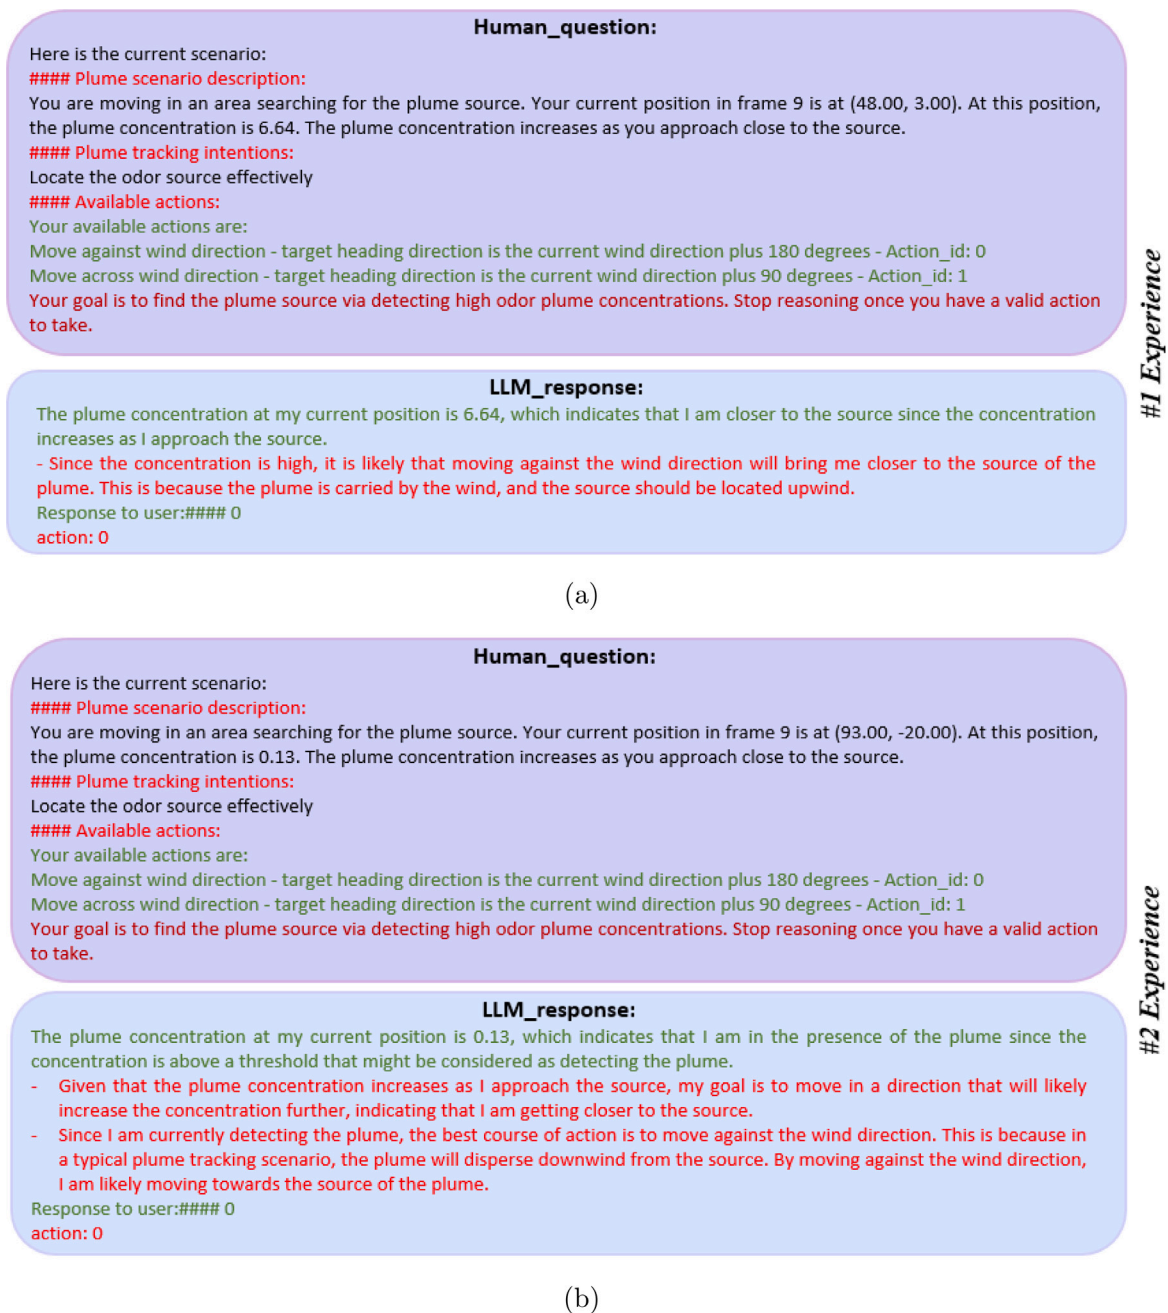 Human_question:
Here is the current scenario:
#### Plume scenario description:
You are moving in an area searching for the plume source. Your current position in frame 9 is at (48.00, 3.00). At this position,
the plume concentration is 6.64. The plume concentration increases as you approach close to the source.
#### Plume tracking intentions:
Locate the odor source effectively
#### Available actions:
Your available actions are:
Move against wind direction - target heading direction is the current wind direction plus 180 degrees - Action_id: 0
Move across wind direction - target heading direction is the current wind direction plus 90 degrees - Action_id: 1
Your goal is to find the plume source via detecting high odor plume concentrations. Stop reasoning once you have a valid action
to take.
LLM_response:
The plume concentration at my current position is 6.64, which indicates that I am closer to the source since the concentration
increases as I approach the source.
- Since the concentration is high, it is likely that moving against the wind direction will bring me closer to the source of the
plume. This is because the plume is carried by the wind, and the source should be located upwind.
Response to user:#### 0
action: 0
#1 Experience
(a)
Human_question:
Here is the current scenario:
#### Plume scenario description:
You are moving in an area searching for the plume source. Your current position in frame 9 is at (93.00, -20.00). At this position,
the plume concentration is 0.13. The plume concentration increases as you approach close to the source.
#### Plume tracking intentions:
Locate the odor source effectively
#### Available actions:
Your available actions are:
Move against wind direction - target heading direction is the current wind direction plus 180 degrees - Action_id: 0
Move across wind direction - target heading direction is the current wind direction plus 90 degrees - Action_id: 1
Your goal is to find the plume source via detecting high odor plume concentrations. Stop reasoning once you have a valid action
to take.
LLM_response:
The plume concentration at my current position is 0.13, which indicates that I am in the presence of the plume since the
concentration is above a threshold that might be considered as detecting the plume.
- Given that the plume concentration increases as I approach the source, my goal is to move in a direction that will likely
increase the concentration further, indicating that I am getting closer to the source.
- Since I am currently detecting the plume, the best course of action is to move against the wind direction. This is because in
a typical plume tracking scenario, the plume will disperse downwind from the source. By moving against the wind direction,
I am likely moving towards the source of the plume.
Response to user:#### 0
action: 0
#2 Experience
(b)